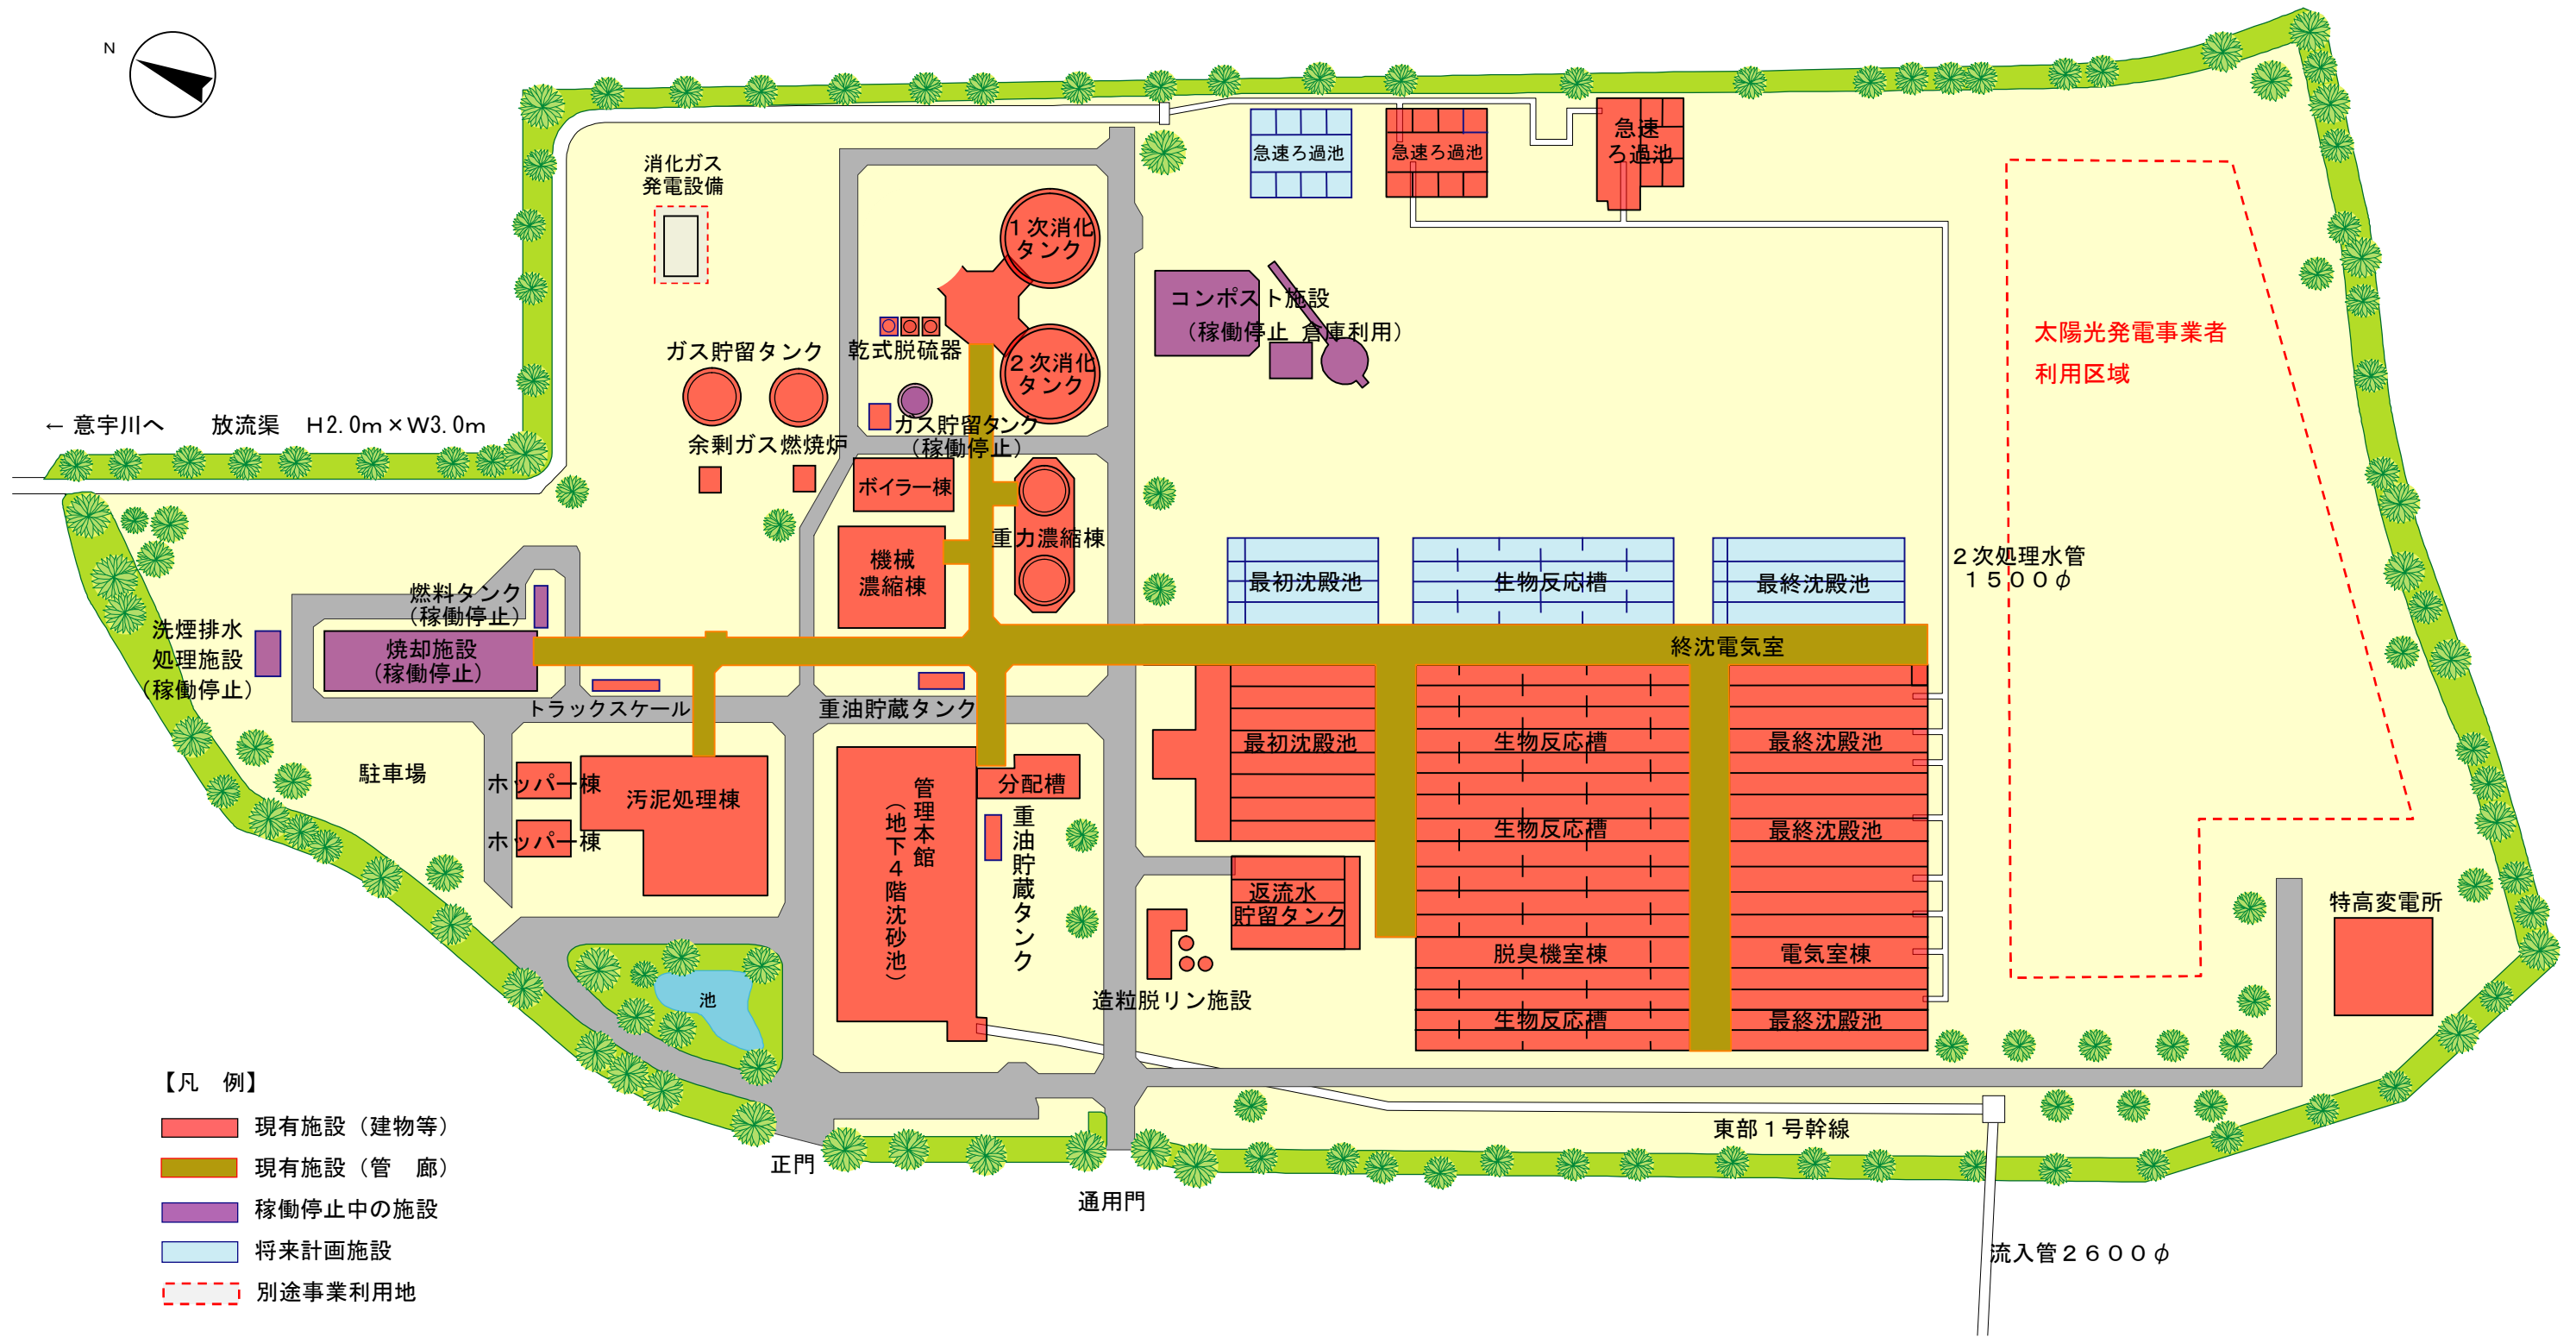 N
消化ガス
発電設備
急速ろ過池
急速ろ過池
急速
ろ過池
1次消化
タンク
2次消化
タンク
コンポスト施設
（稼働停止 倉庫利用）
太陽光発電事業者
利用区域
ガス貯留タンク
乾式脱硫器
← 意宇川へ　放流渠　H2.0m×W3.0m
余剰ガス燃焼炉
ガス貯留タンク
（稼働停止）
ボイラー棟
重力濃縮棟
機械
濃縮棟
最初沈殿池
生物反応槽
最終沈殿池
2次処理水管
1500φ
燃料タンク
（稼働停止）
洗煙排水
処理施設
（稼働停止）
焼却施設
（稼働停止）
終沈電気室
トラックスケール
重油貯蔵タンク
最初沈殿池
生物反応槽
最終沈殿池
駐車場
ホッパー棟
ホッパー棟
汚泥処理棟
管理本館
（地下4階沈砂池）
分配槽
重油貯蔵タンク
生物反応槽
最終沈殿池
返流水
貯留タンク
特高変電所
脱臭機室棟
電気室棟
造粒脱リン施設
池
生物反応槽
最終沈殿池
東部1号幹線
正門
通用門
流入管2600φ
【凡　例】
現有施設（建物等）
現有施設（管　廊）
稼働停止中の施設
将来計画施設
別途事業利用地